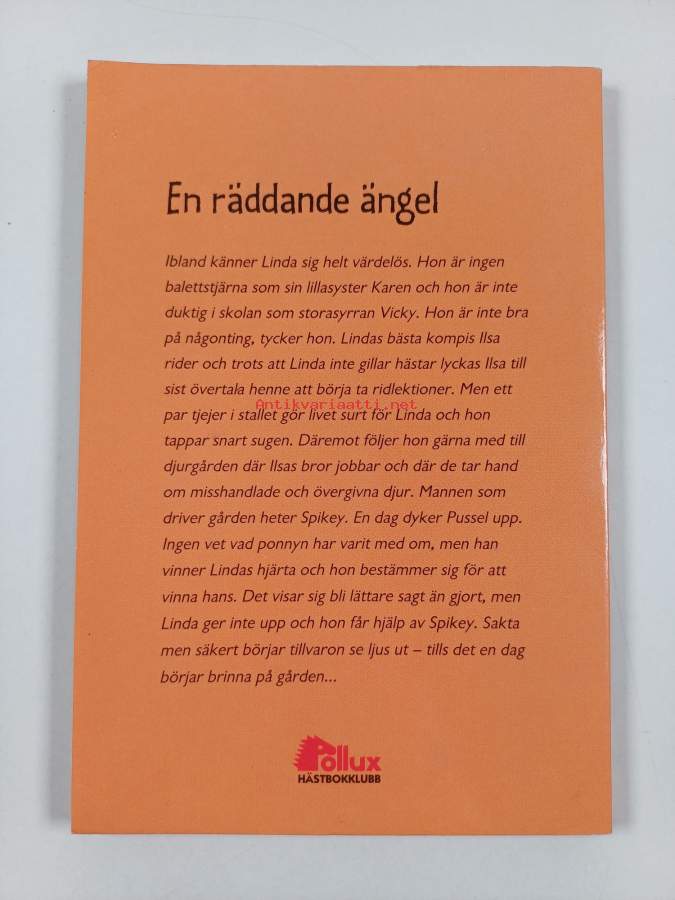 En räddande ängel
Ibland känner Linda sig helt värdelös. Hon är ingen
balettstjärna som sin lillasyster Karen och hon är inte
duktig i skolan som storasyrran Vicky. Hon är inte bra
på någonting, tycker hon. Lindas bästa kompis Ilsa
rider och trots att Linda inte gillar hästar lyckas Ilsa till
sist övertala henne att börja ta ridlektioner. Men ett
par tjejer i stallet gör livet surt för Linda och hon
Antikvariaatti.net
tappar snart sugen. Däremot följer hon gärna med till
djurgården där Ilsas bror jobbar och där de tar hand
om misshandlade och övergivna djur. Mannen som
driver gården heter Spikey. En dag dyker Pussel upp.
Ingen vet vad ponnyn har varit med om, men han
vinner Lindas hjärta och hon bestämmer sig för att
vinna hans. Det visar sig bli lättare sagt än gjort, men
Linda ger inte upp och hon får hjälp av Spikey. Sakta
men säkert börjar tillvaron se ljus ut – tills det en dag
börjar brinna på gården...
Pollux
HÄSTBOKKLUBB